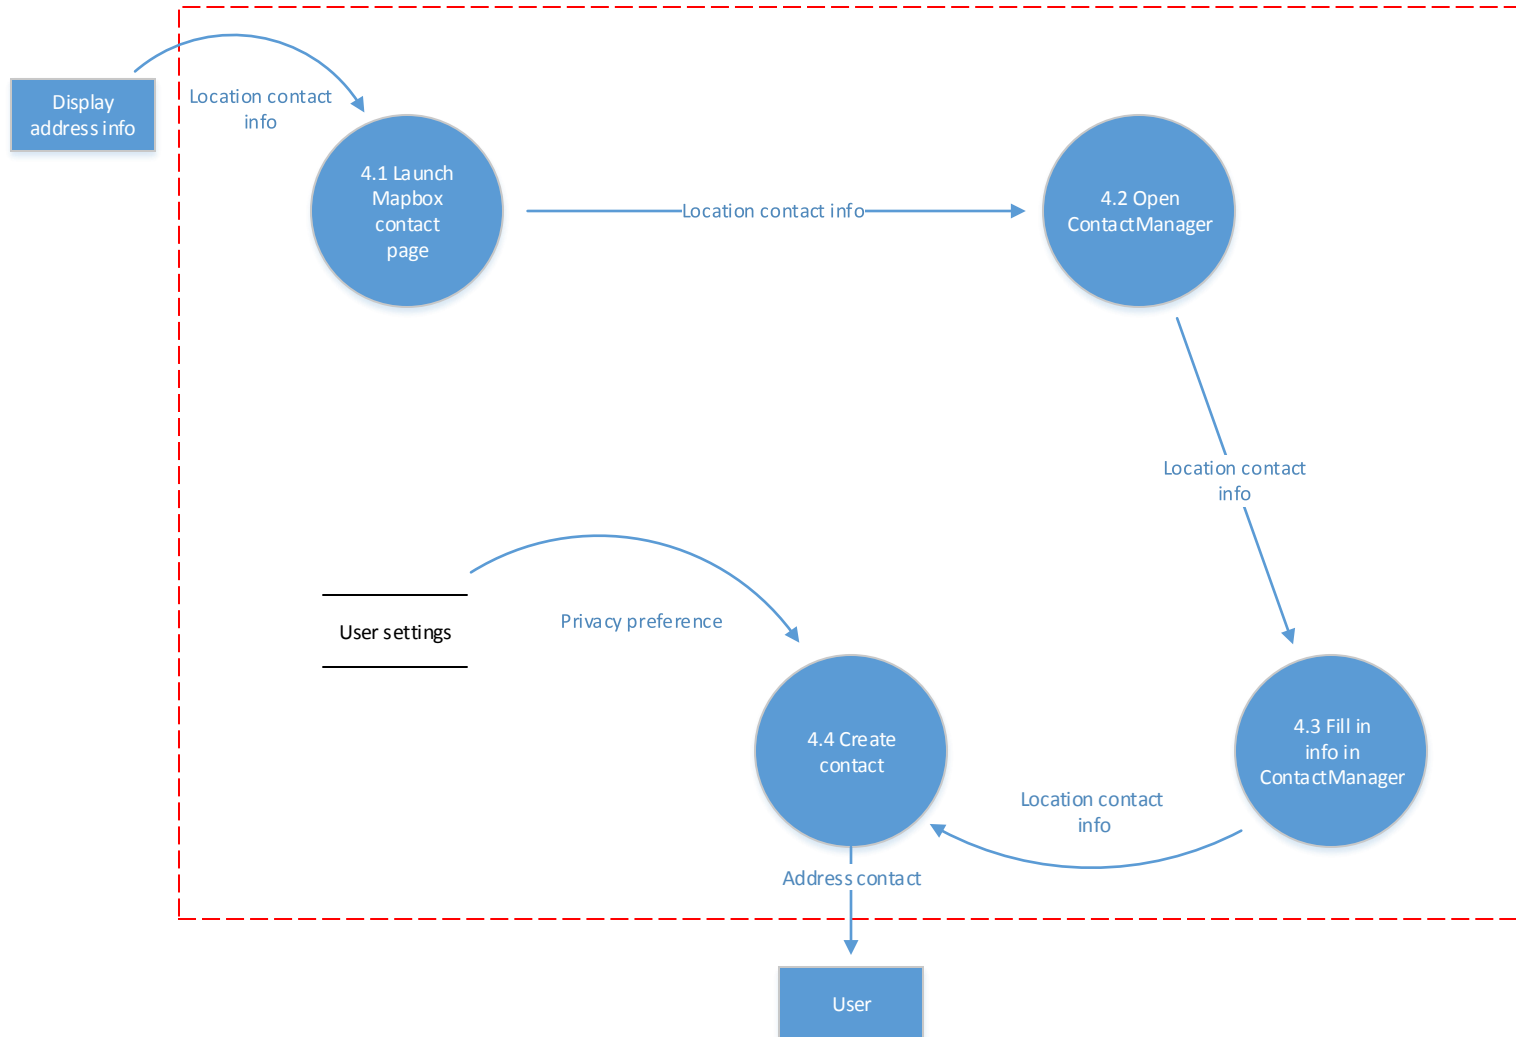 Display
address info
Location contact
info
4.1 Launch
Mapbox
contact
page
Location contact info
4.2 Open
ContactManager
Location contact
info
User settings
Privacy preference
4.4 Create
contact
4.3 Fill in
info in
ContactManager
Location contact
info
Address contact
User